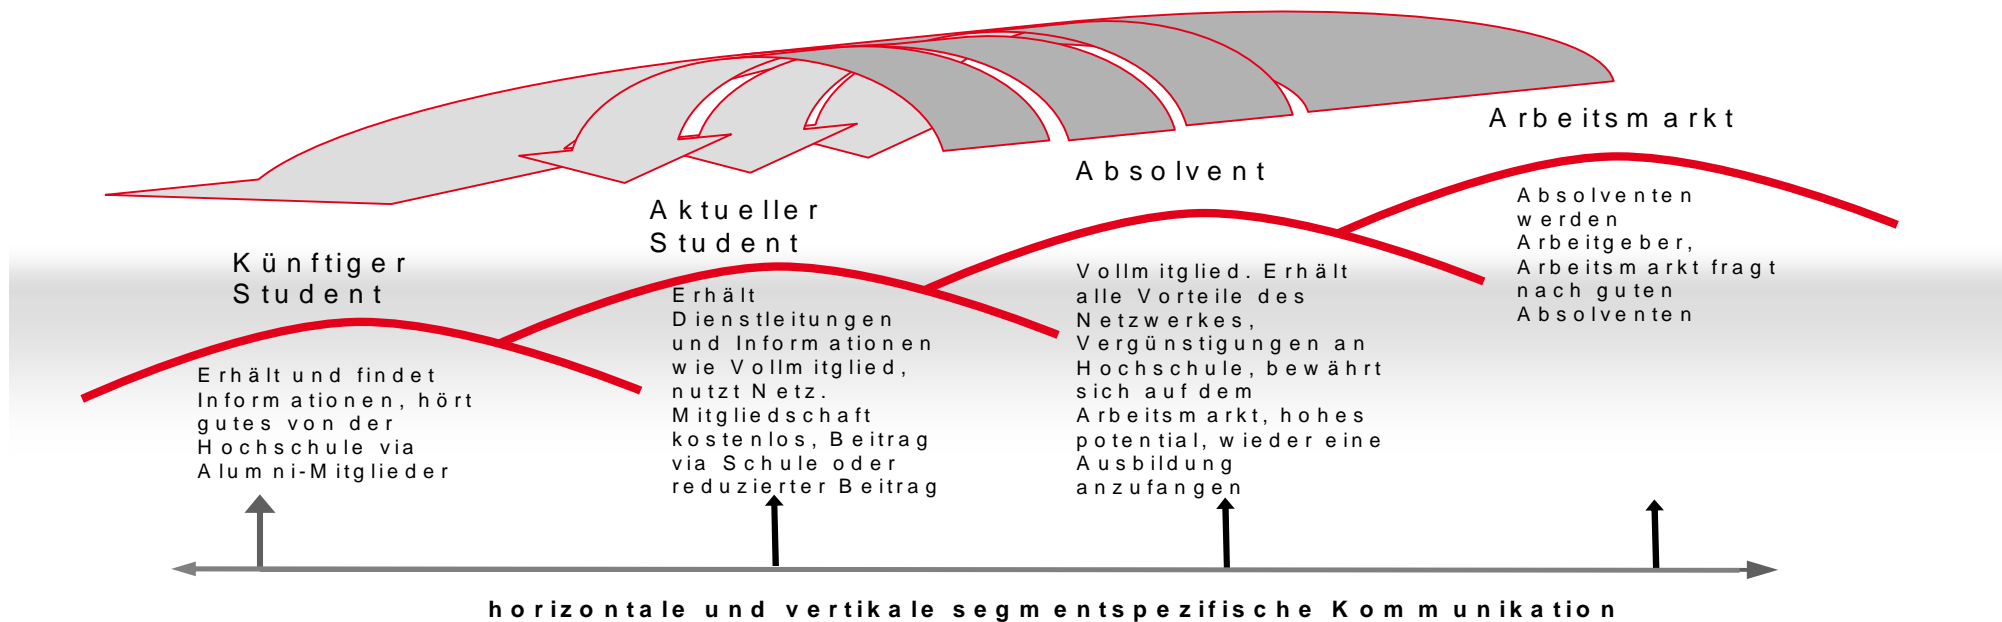 Künftiger
Student
Erhält und findet
Informationen, hört
gutes von der
Hochschule via
Alumni-Mitglieder
Aktueller
Student
Erhält
Dienstleitungen
und Informationen
wie Vollmitglied,
nutzt Netz.
Mitgliedschaft
kostenlos, Beitrag
via Schule oder
reduzierter Beitrag
Absolvent
Vollmitglied. Erhält
alle Vorteile des
Netzwerkes,
Vergünstigungen an
Hochschule, bewährt
sich auf dem
Arbeitsmarkt, hohes
potential, wieder eine
Ausbildung
anzufangen
Arbeitsmarkt
Absolventen
werden
Arbeitgeber,
Arbeitsmarkt fragt
nach guten
Absolventen
horizontale und vertikale segmentspezifische Kommunikation